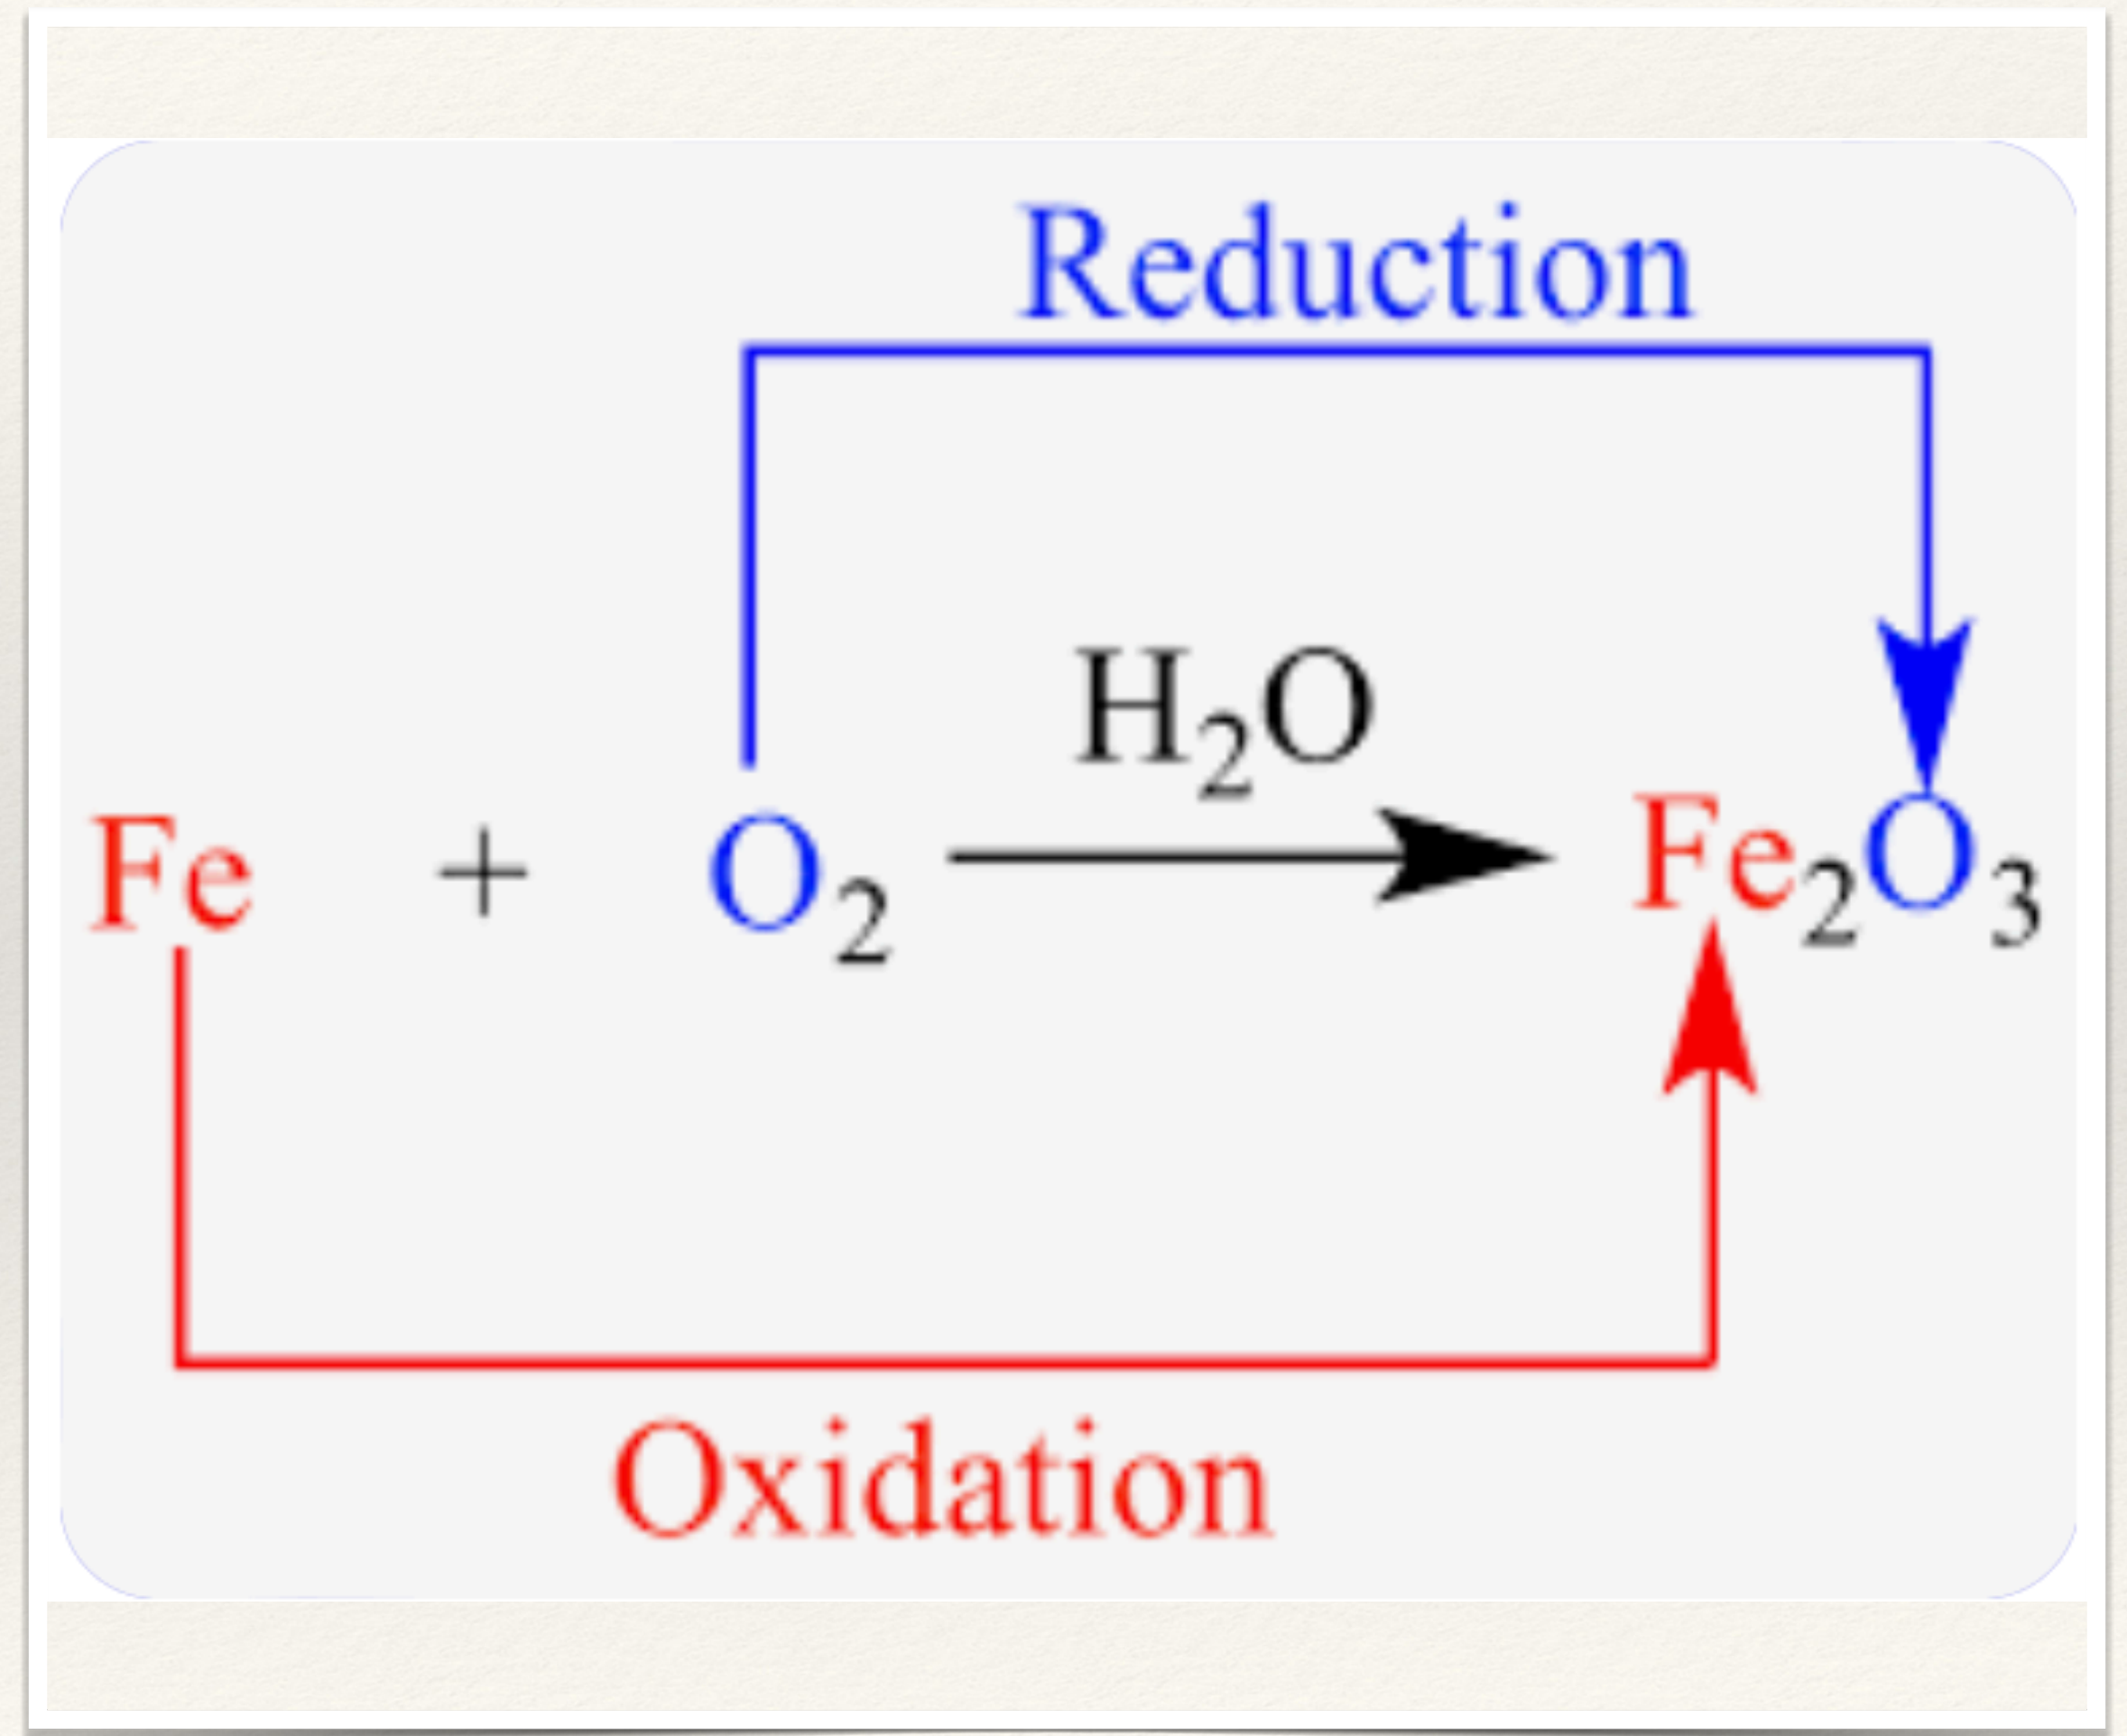 Reduction
H₂O
Fe + O₂ → Fe₂O₃
Oxidation